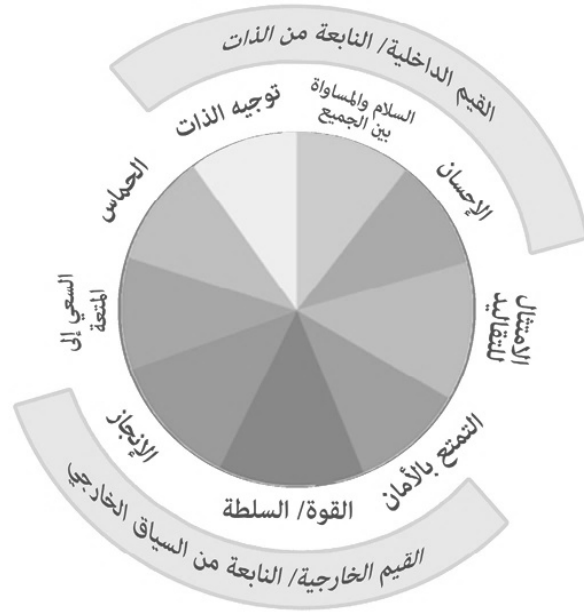 القيم الداخلية/ النابعة من الذات
السلام والمساواة
بين الجميع
الإحسان
الامتثال
للتقاليد
التمتع بالأمان
القوة/ السلطة
الإنجاز
السعي إلى
المتعة
الحماس
توجيه الذات
القيم الخارجية/ النابعة من السياق الخارجي